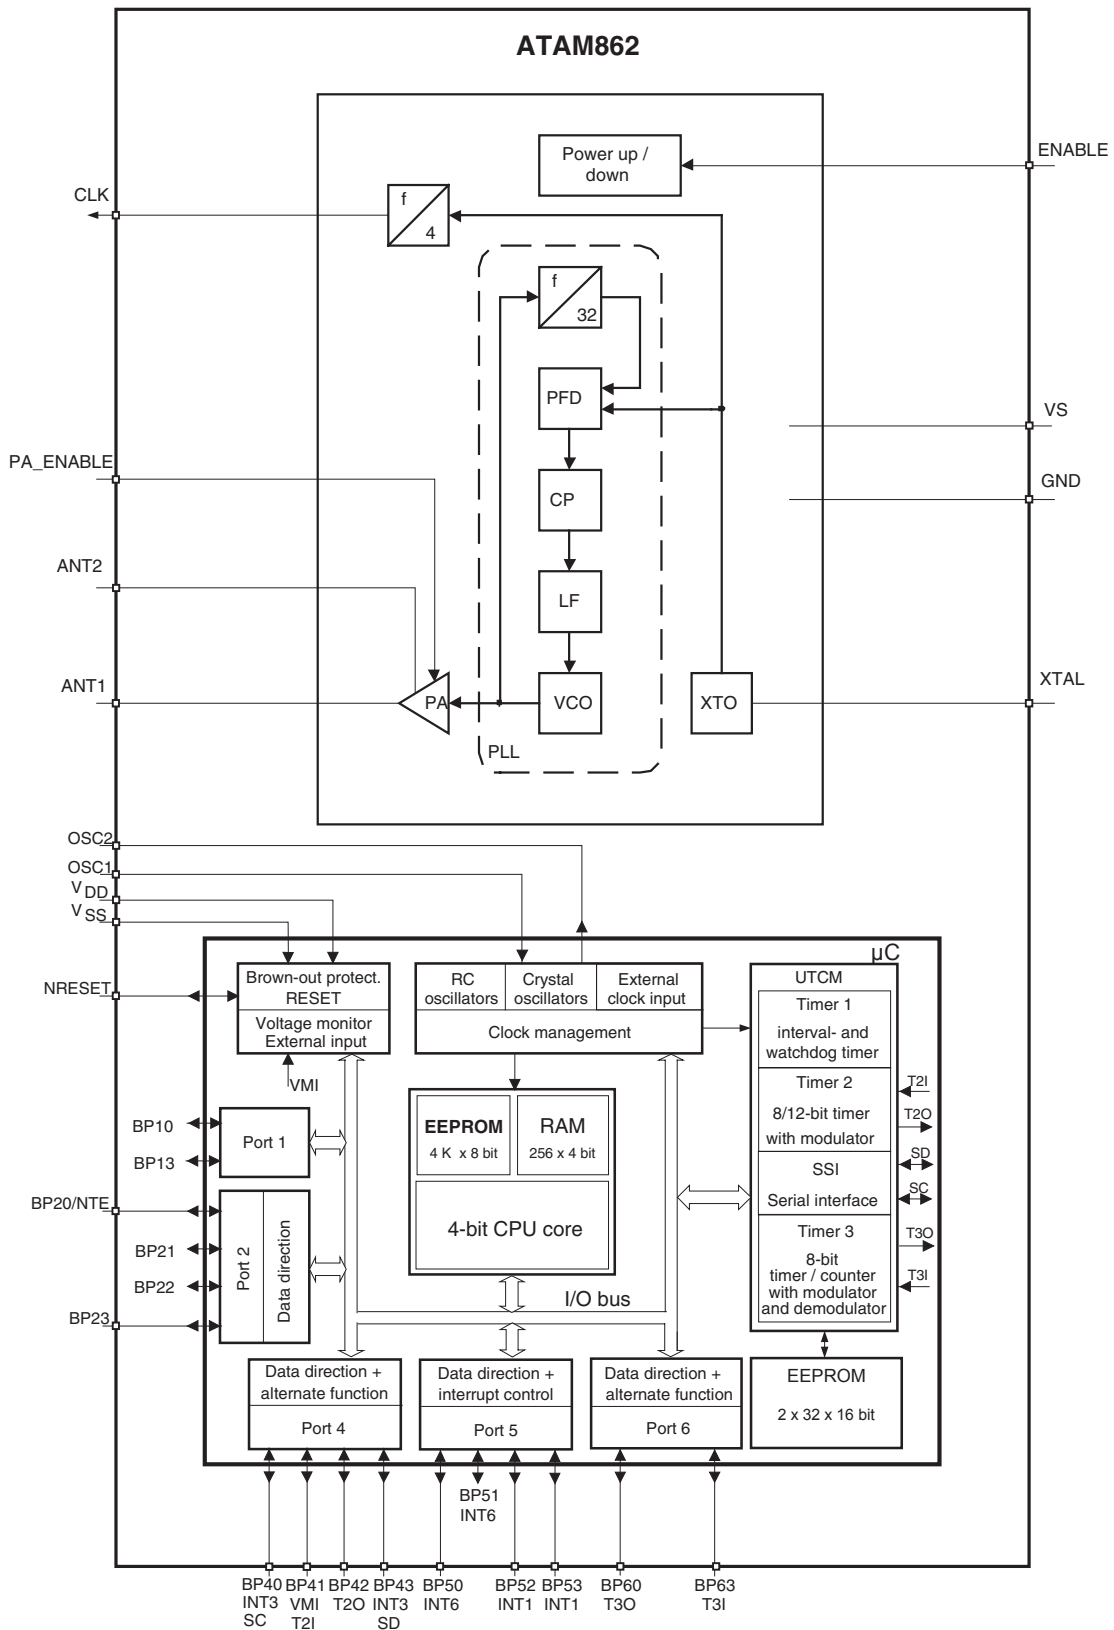 ATAM862
Power up /
down
ENABLE
CLK
f
4
f
32
PFD
VS
PA_ENABLE
GND
CP
ANT2
LF
ANT1
PA
VCO
XTO
XTAL
PLL
OSC2
OSC1
V DD
V SS
µC
NRESET
Brown-out protect.
RESET
Voltage monitor
External input
VMI
RC
oscillators
Crystal
oscillators
External
clock input
Clock management
UTCM
Timer 1
interval- and
watchdog timer
Timer 2
8/12-bit timer
with modulator
SSI
Serial interface
Timer 3
8-bit
timer / counter
with modulator
and demodulator
T2I
T2O
SD
SC
T3O
T3I
EEPROM
4 K x 8 bit
RAM
256 x 4 bit
4-bit CPU core
I/O bus
BP10
BP13
Port 1
BP20/NTE
BP21
BP22
BP23
Port 2
Data direction
Data direction +
alternate function
Port 4
Data direction +
interrupt control
Port 5
Data direction +
alternate function
Port 6
EEPROM
2 x 32 x 16 bit
BP51
INT6
BP40
INT3
SC
BP41
VMI
T2I
BP42
T2O
BP43
INT3
SD
BP50
INT6
BP52
INT1
BP53
INT1
BP60
T3O
BP63
T3I